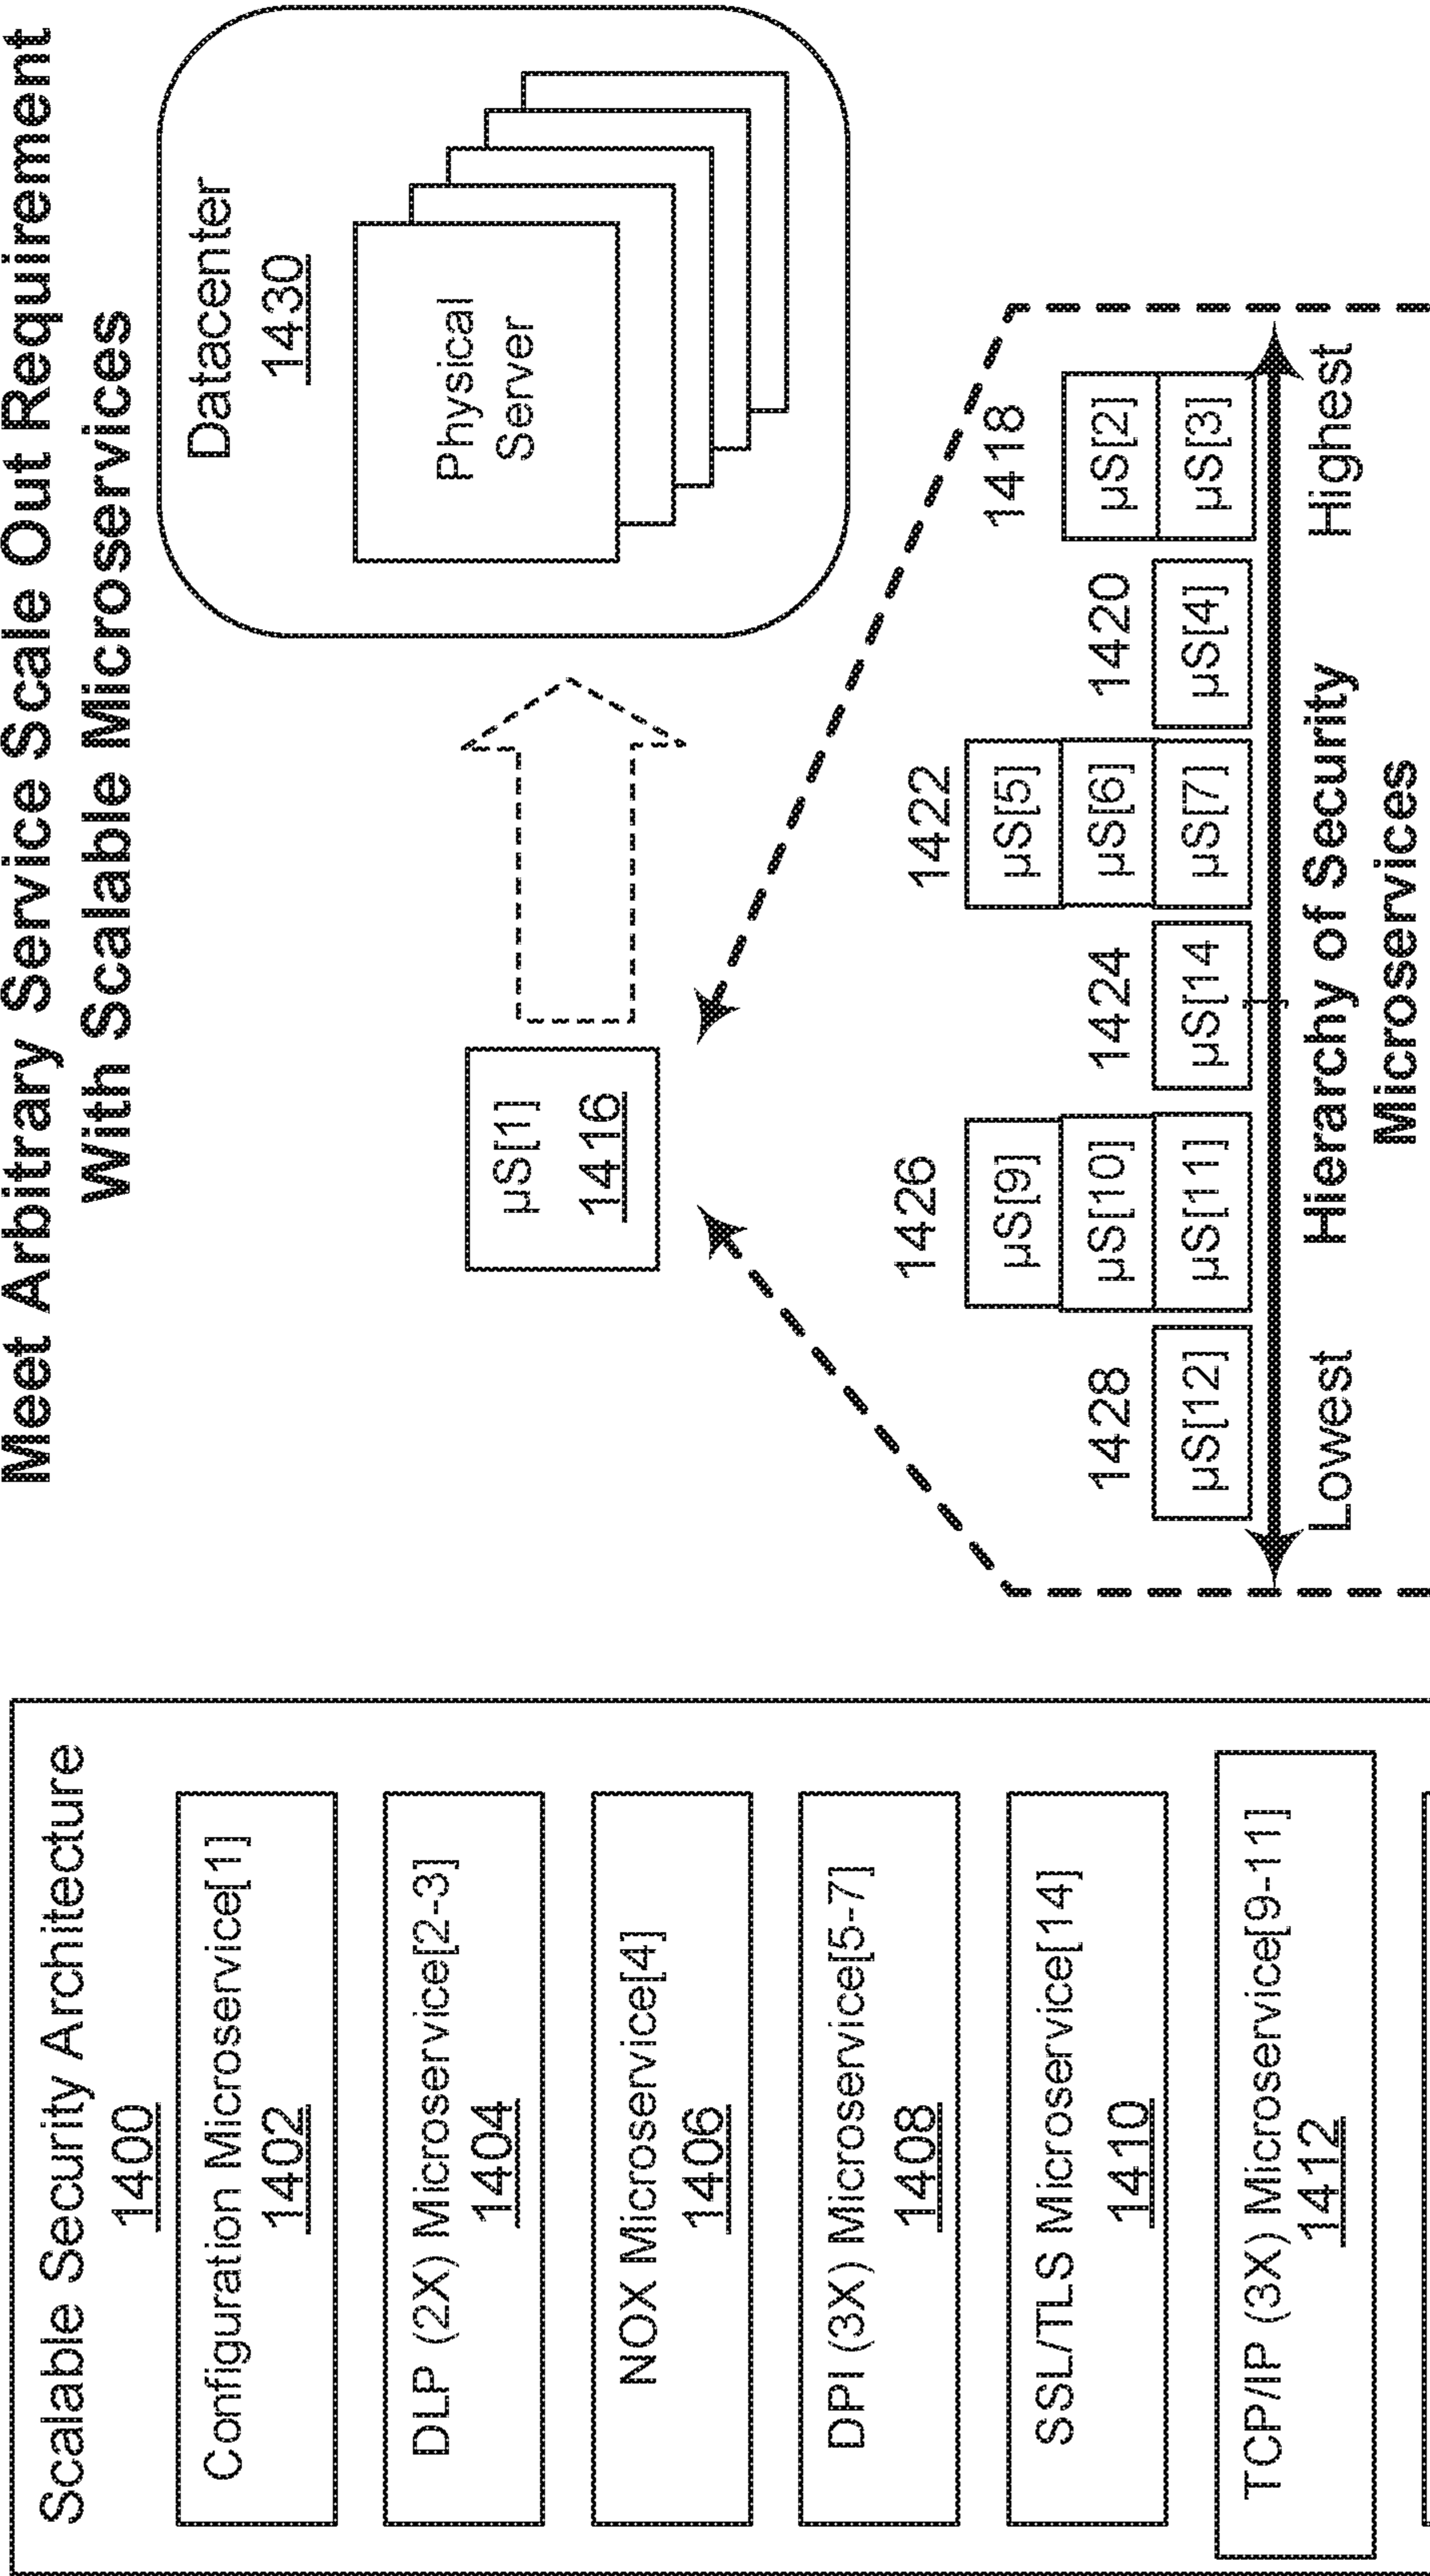 Scalable Security Architecture
1400
Configuration Microservice[1]
1402
DLP (2X) Microservice[2-3]
1404
NOX Microservice[4]
1406
DPI (3X) Microservice[5-7]
1408
SSL/TLS Microservice[14]
1410
TCP/IP (3X) Microservice[9-11]
1412
Meet Arbitrary Service Scale Out Requirement
With Scalable Microservices
µS[1]
1416
Datacenter
1430
Physical
Server
1428
µS[12]
1426
µS[9]
µS[10]
µS[11]
1424
µS[14
]
1422
µS[5]
µS[6]
µS[7]
1420
µS[4]
1418
µS[2]
µS[3]
Lowest
Hierarchy of Security
Microservices
Highest